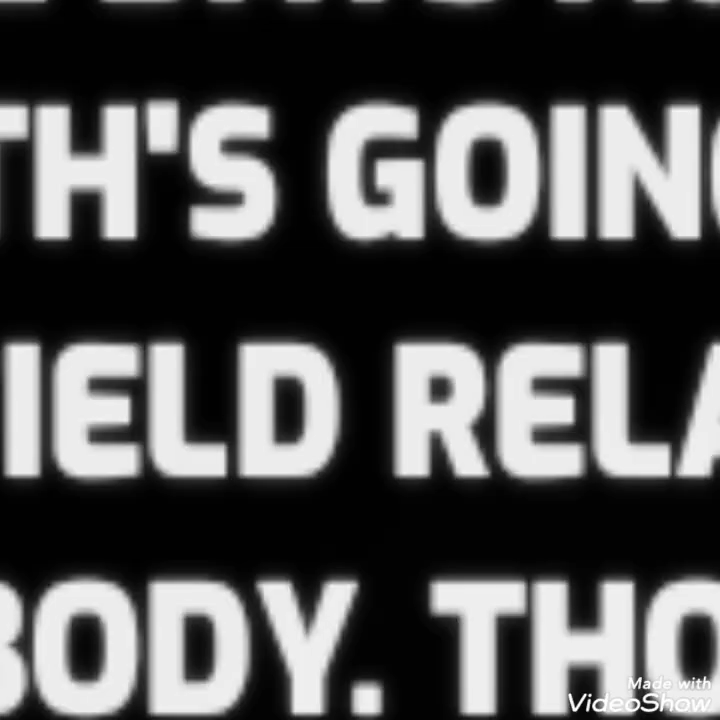 TH'S GOING
IELD RELA
BODY. THO
Made with
VideoShow